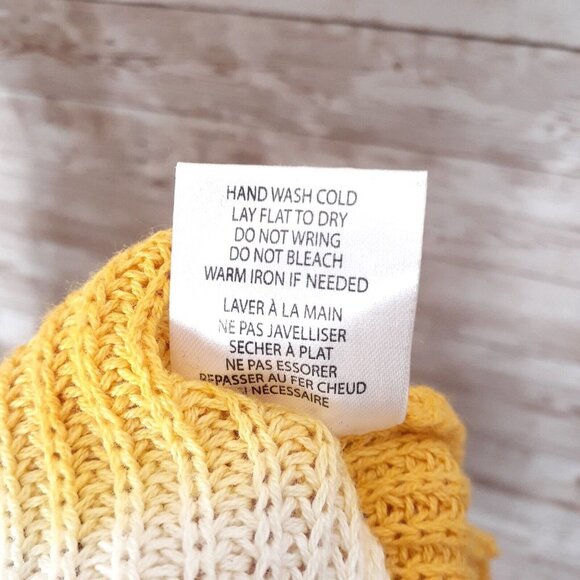 HAND WASH COLD
LAY FLAT TO DRY
DO NOT WRING
DO NOT BLEACH
WARM IRON IF NEEDED
LAVER À LA MAIN
NE PAS JAVELLISER
SECHER À PLAT
NE PAS ESSORER
REPASSER AU FER CHEUD
SI NÉCESSAIRE